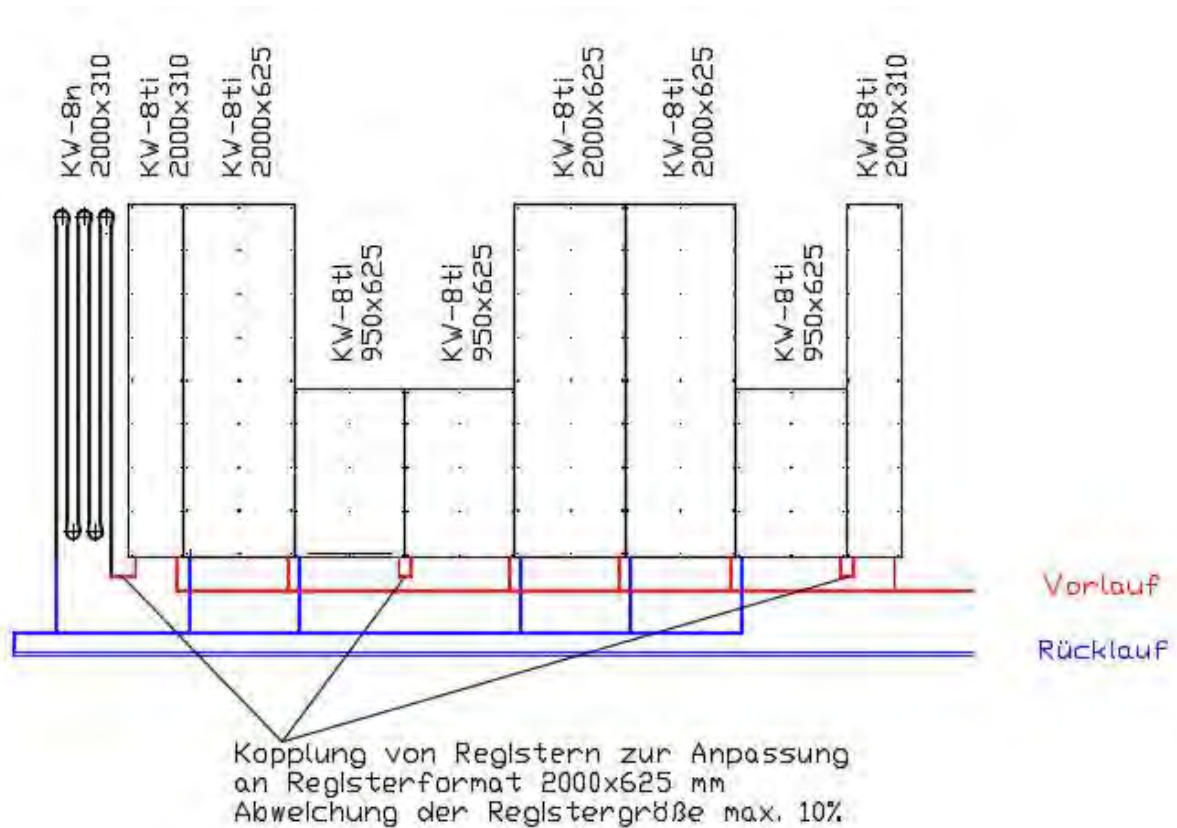 KW-8n
2000x310
KW-8ti
2000x310
KW-8ti
2000x625
KW-8ti
950x625
KW-8ti
950x625
KW-8ti
2000x625
KW-8ti
2000x625
KW-8ti
950x625
KW-8ti
2000x310
Vorlauf
Rücklauf
Kopplung von Registern zur Anpassung
an Registerformat 2000x625 mm
Abweichung der Registergröße max. 10%